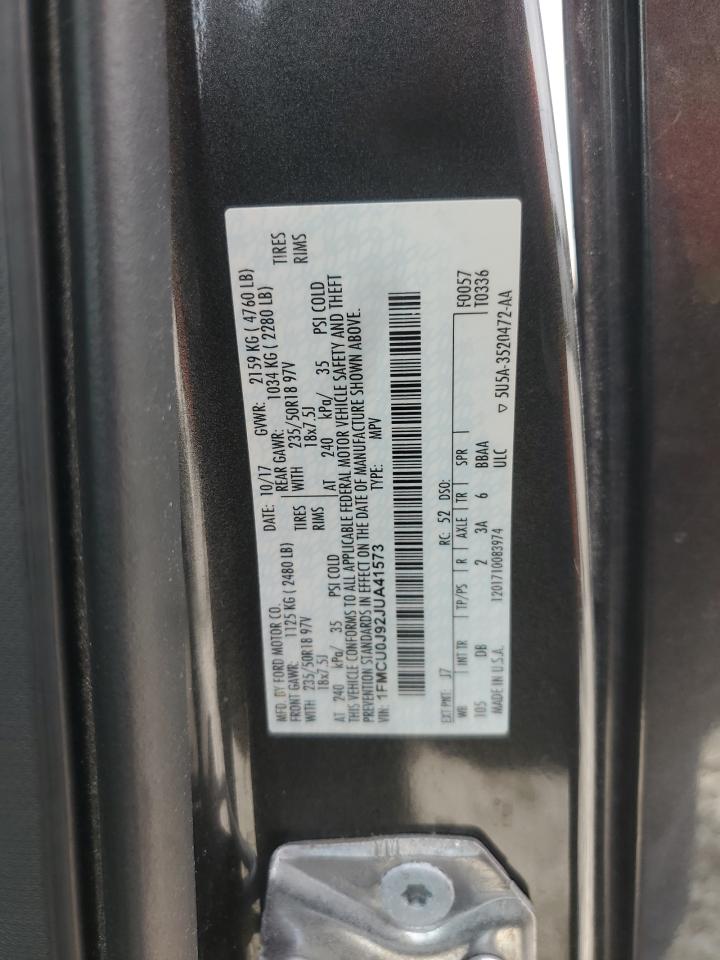 MFD. BY FORD MOTOR CO.
DATE: 10/17 GVWR: 2159 KG ( 4760 LB)
FRONT GAWR: 1125 KG ( 2480 LB) REAR GAWR: 1034 KG ( 2280 LB)
WITH 235/50R18 97V TIRES WITH 235/50R18 97V TIRES
18x7.5J RIMS 18x7.5J RIMS
AT 240 kPa/ 35 PSI COLD AT 240 kPa/ 35 PSI COLD
THIS VEHICLE CONFORMS TO ALL APPLICABLE FEDERAL MOTOR VEHICLE SAFETY AND THEFT
PREVENTION STANDARDS IN EFFECT ON THE DATE OF MANUFACTURE SHOWN ABOVE.
VIN: 1FMCU0J92JUA41573 TYPE: MPV
EXT PNT: J7 RC: 52 DSO: F0057
WB INT TR TP/PS R AXLE TR SPR T0336
105 DB 2 3A 6 BBAA
MADE IN U.S.A. 1201710083974 ULC ▽ 5U5A-3520472-AA